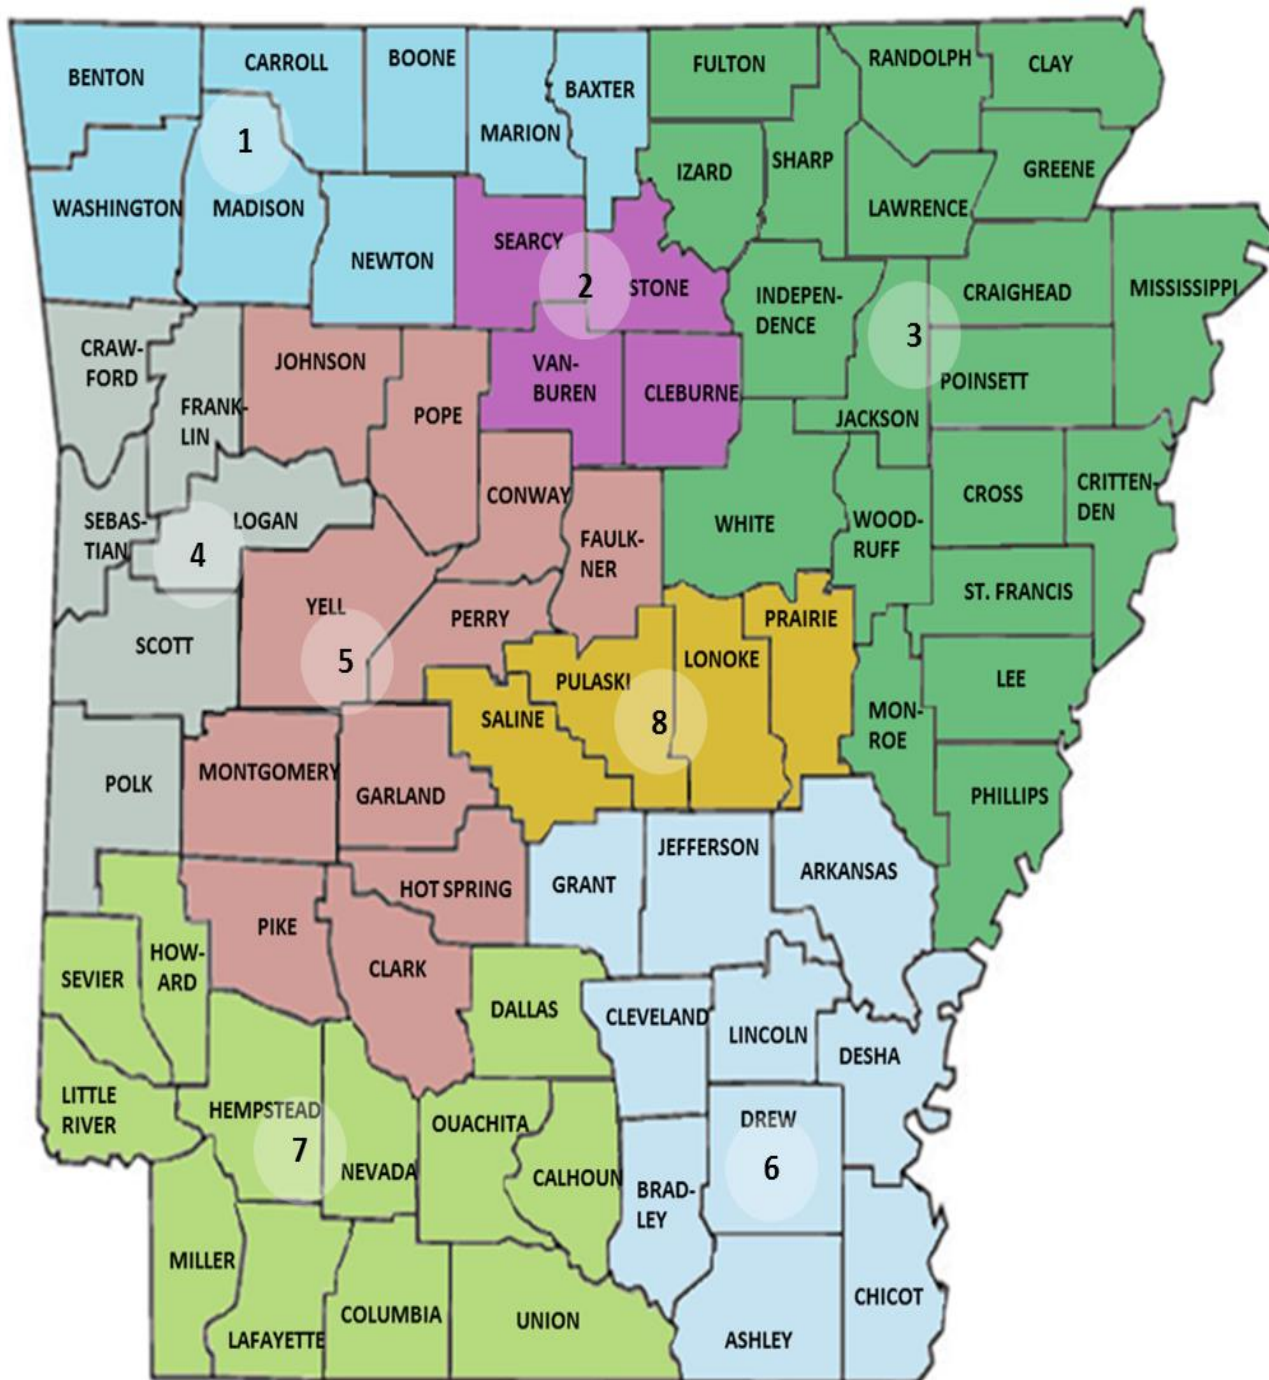 BENTON
CARROLL
BOONE
MARION
BAXTER
FULTON
RANDOLPH
CLAY
1
IZARD
SHARP
GREENE
WASHINGTON
MADISON
LAWRENCE
NEWTON
SEARCY
2
STONE
INDEPEN-
DENCE
3
CRAIGHEAD
MISSISSIPPI
CRAW-
FORD
JOHNSON
VAN-
BUREN
CLEBURNE
POINSETT
FRANK-
LIN
POPE
JACKSON
SEBAS-
TIAN
LOGAN
4
CONWAY
FAULK-
NER
WHITE
WOOD-
RUFF
CROSS
CRITTEN-
DEN
SCOTT
YELL
5
PERRY
PULASKI
LONOKE
PRAIRIE
ST. FRANCIS
SALINE
8
MON-
ROE
LEE
POLK
MONTGOMERY
GARLAND
PHILLIPS
HOT SPRING
GRANT
JEFFERSON
ARKANSAS
SEVIER
HOW-
ARD
PIKE
CLARK
DALLAS
CLEVELAND
LINCOLN
DESHA
LITTLE
RIVER
HEMPSTEAD
7
NEVADA
OUACHITA
CALHOUN
BRAD-
LEY
DREW
6
MILLER
LAFAYETTE
COLUMBIA
UNION
ASHLEY
CHICOT